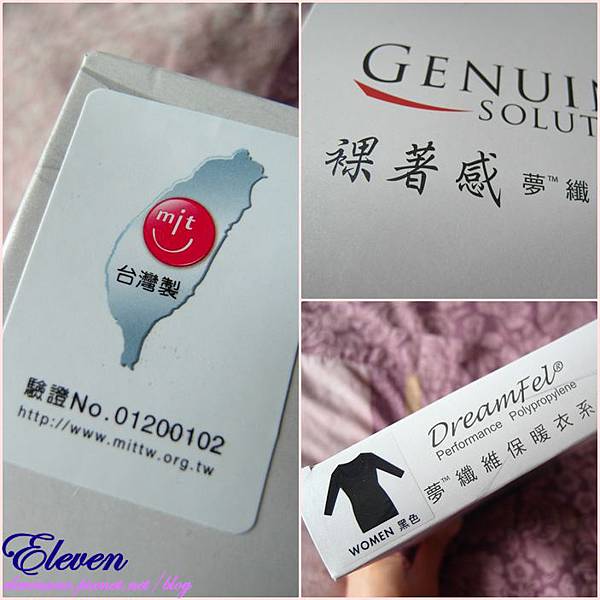 mit
台灣製
驗證No.01200102
http://www.mittw.org.tw
GENUI
SOLUT
裸著感 夢™纖
DreamFel®
Performance Polypropylene
夢™纖維保暖衣系
WOMEN 黑色
Eleven